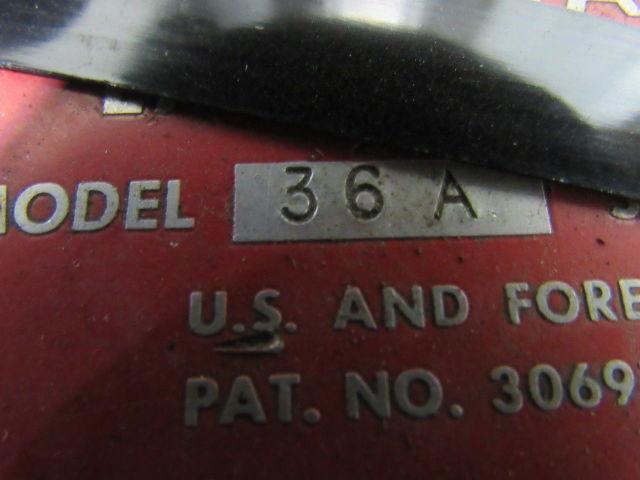 MODEL 36 A
U.S. AND FORE
PAT. NO. 3069